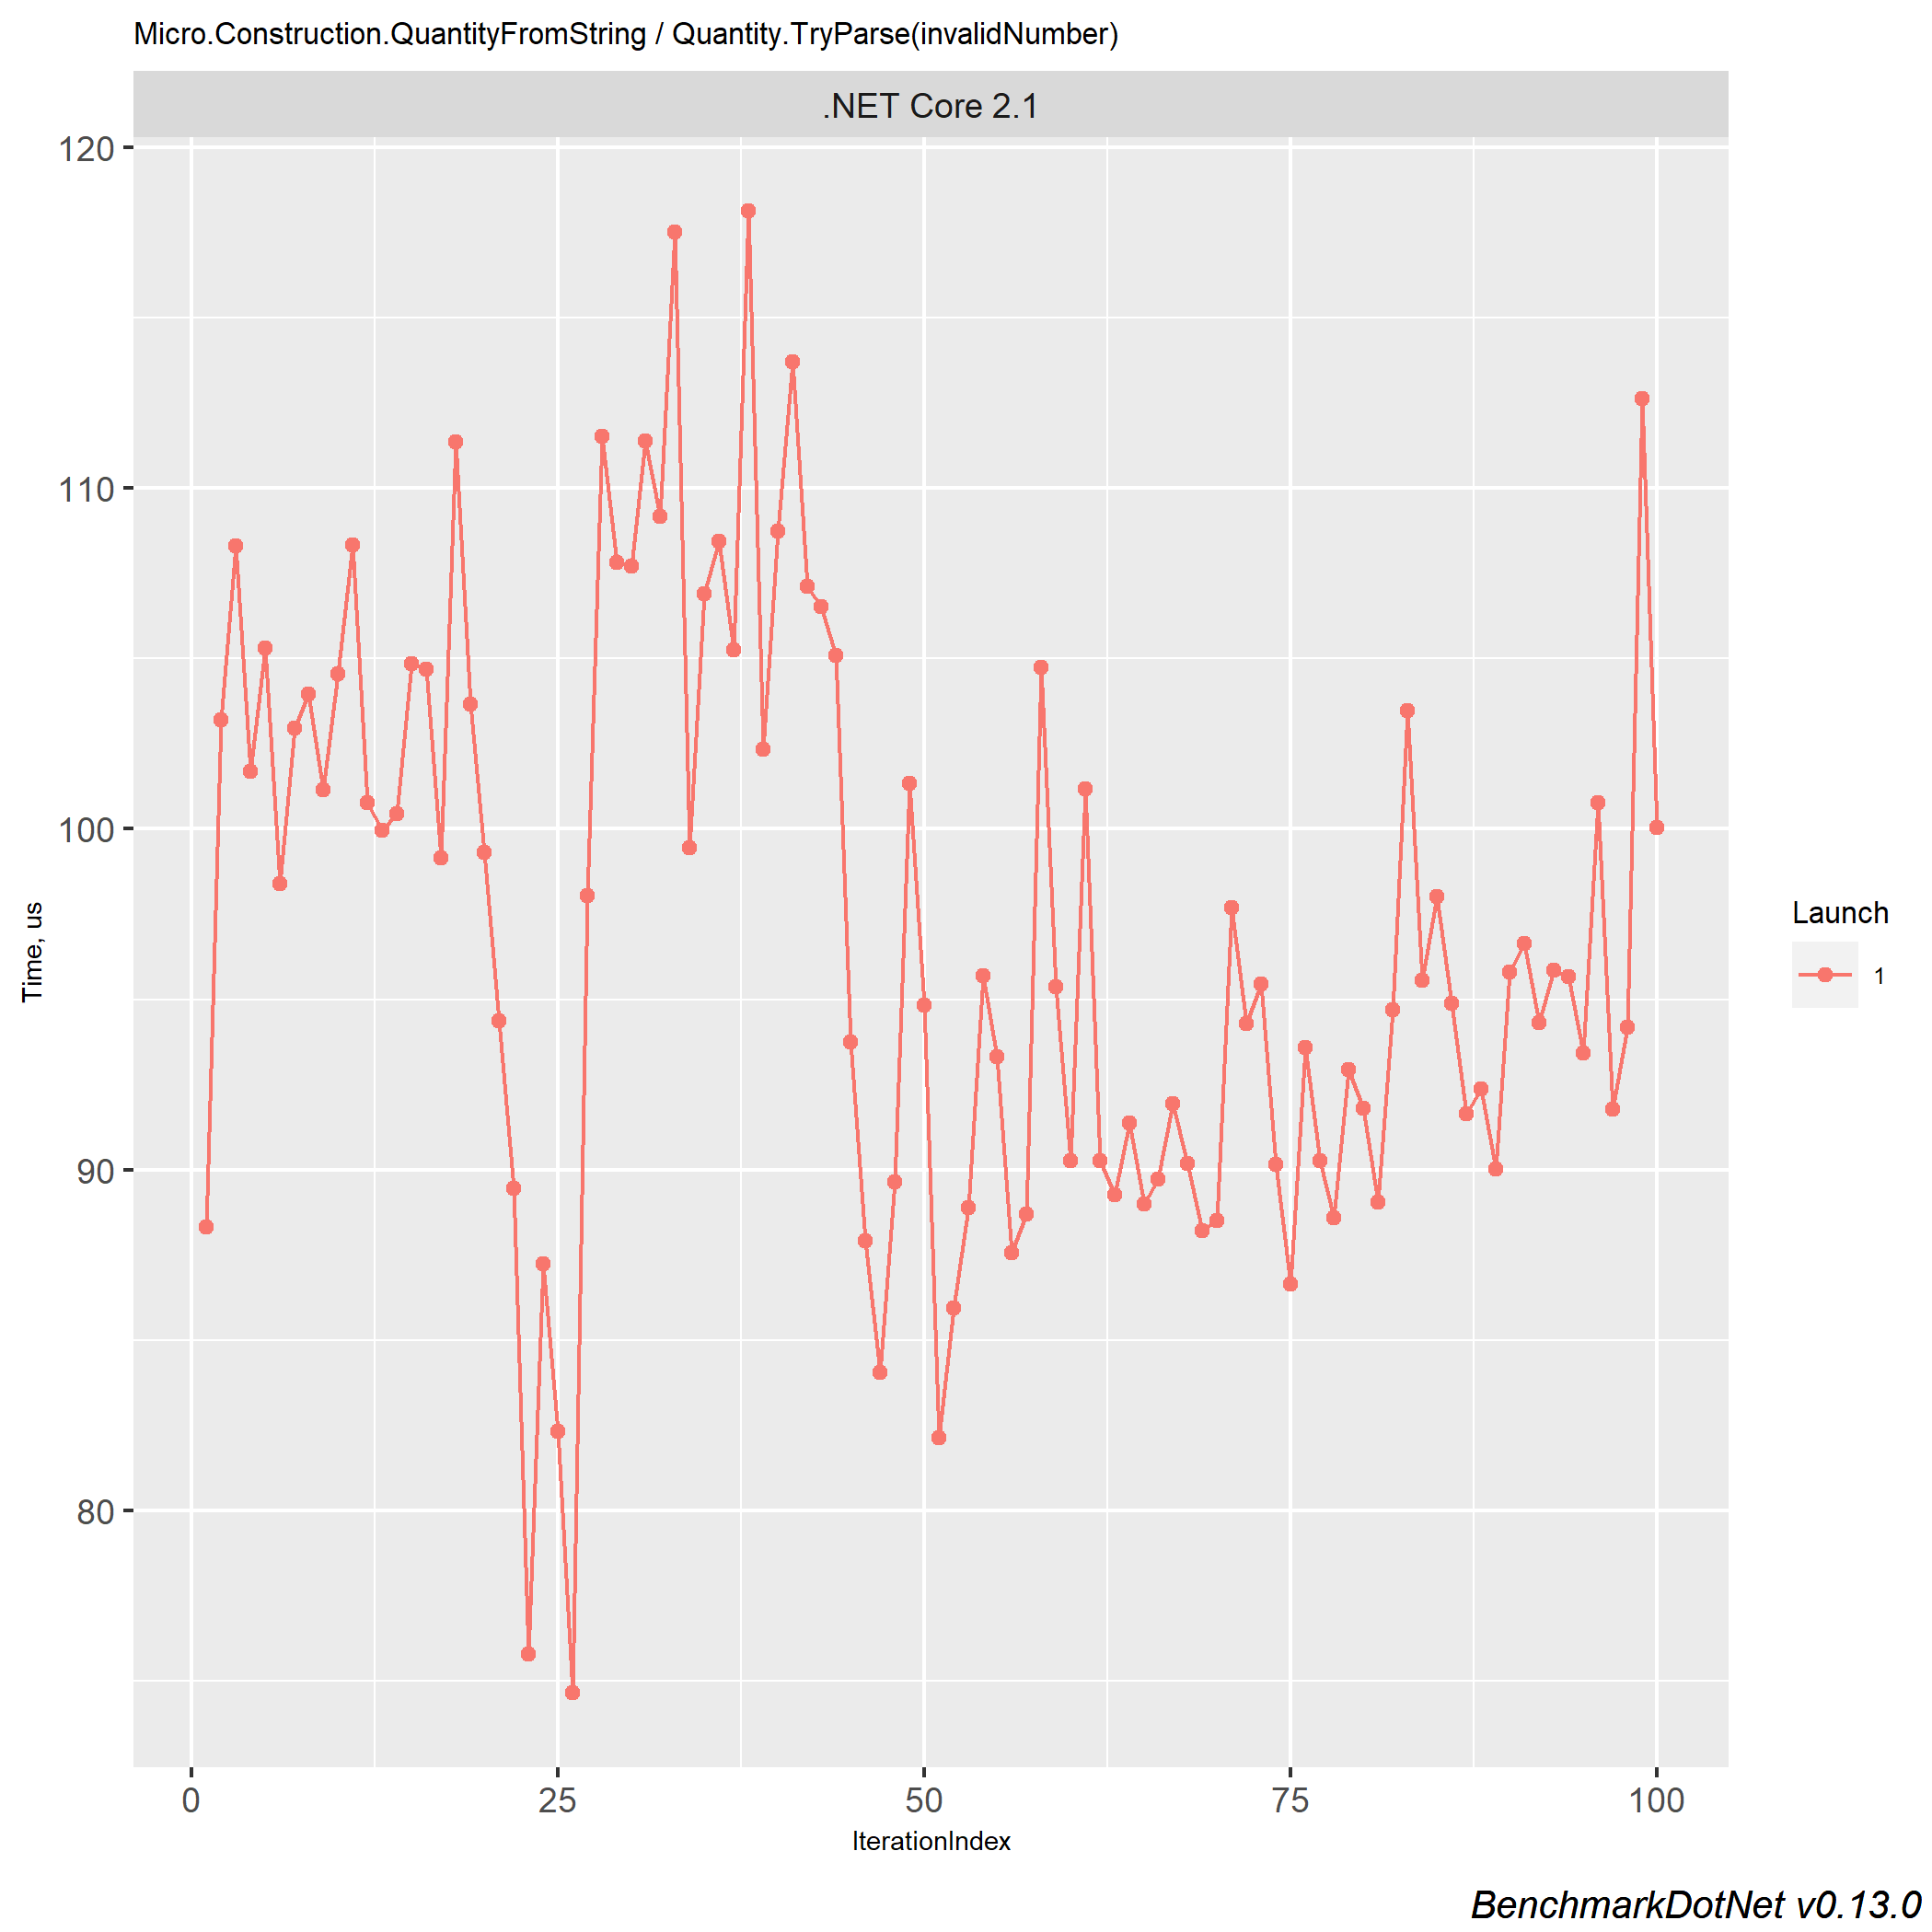 Micro.Construction.QuantityFromString / Quantity.TryParse(invalidNumber)
.NET Core 2.1
120
110
100
90
80
Time, us
0 25 50 75 100
IterationIndex
Launch
1
BenchmarkDotNet v0.13.0